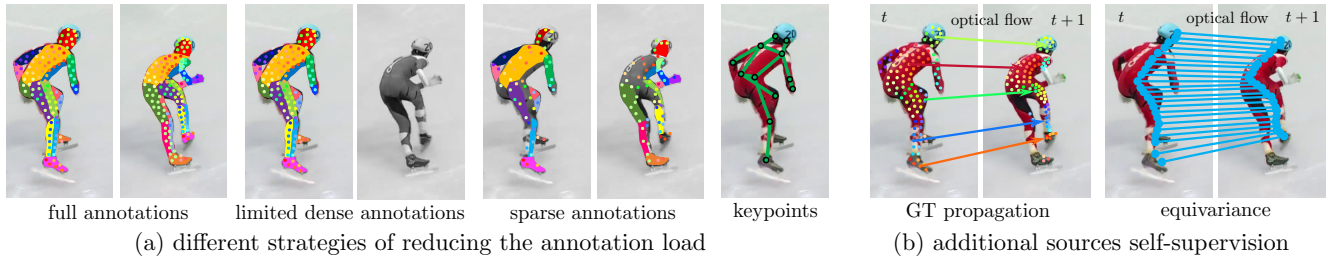 t optical flow t + 1 t optical flow t + 1
full annotations limited dense annotations sparse annotations keypoints GT propagation equivariance
(a) different strategies of reducing the annotation load (b) additional sources self-supervision